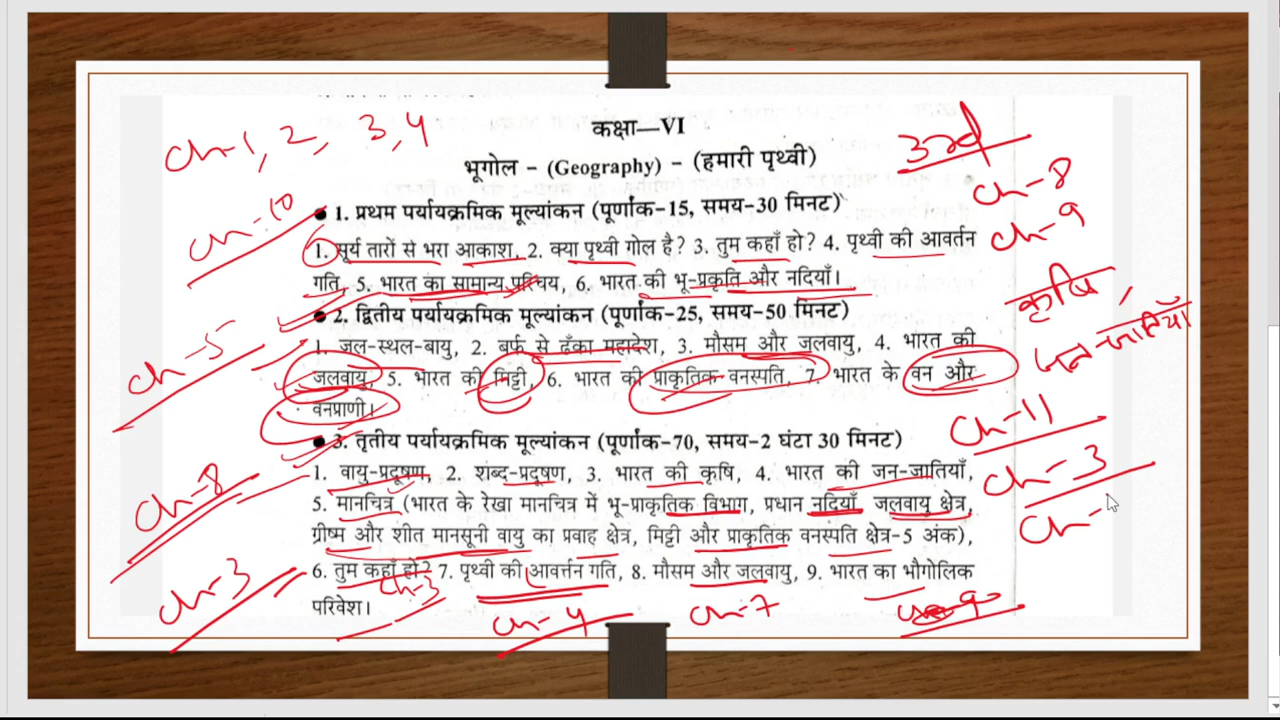 कक्षा—VI
भूगोल - (Geography) - (हमारी पृथ्वी)
● 1. प्रथम पर्यायक्रमिक मूल्यांकन (पूर्णांक-15, समय-30 मिनट)
1. सूर्य तारों से भरा आकाश, 2. क्या पृथ्वी गोल है? 3. तुम कहाँ हो? 4. पृथ्वी की आवर्तन
गति, 5. भारत का सामान्य परिचय, 6. भारत की भू-प्रकृति और नदियाँ।
● 2. द्वितीय पर्यायक्रमिक मूल्यांकन (पूर्णांक-25, समय-50 मिनट)
1. जल-स्थल-वायु, 2. बर्फ से ढँका महादेश, 3. मौसम और जलवायु, 4. भारत की
जलवायु, 5. भारत की मिट्टी, 6. भारत की प्राकृतिक वनस्पति, 7. भारत के वन और
वनप्राणी।
● 3. तृतीय पर्यायक्रमिक मूल्यांकन (पूर्णांक-70, समय-2 घंटा 30 मिनट)
1. वायु-प्रदूषण, 2. शब्द-प्रदूषण, 3. भारत की कृषि, 4. भारत की जन-जातियाँ,
5. मानचित्र (भारत के रेखा मानचित्र में भू-प्राकृतिक विभाग, प्रधान नदियाँ जलवायु क्षेत्र,
ग्रीष्म और शीत मानसूनी वायु का प्रवाह क्षेत्र, मिट्टी और प्राकृतिक वनस्पति क्षेत्र-5 अंक),
6. तुम कहाँ हो? 7. पृथ्वी की आवर्त्तन गति, 8. मौसम और जलवायु, 9. भारत का भौगोलिक
परिवेश।
ch-1, 2, 3, 4
ch-10
ch-5
ch-8
ch-3
ch-3
ch-4
ch-7
3rd
ch-8
ch-9
कृषि,
जन-जातियाँ
ch-11
ch-3
ch-